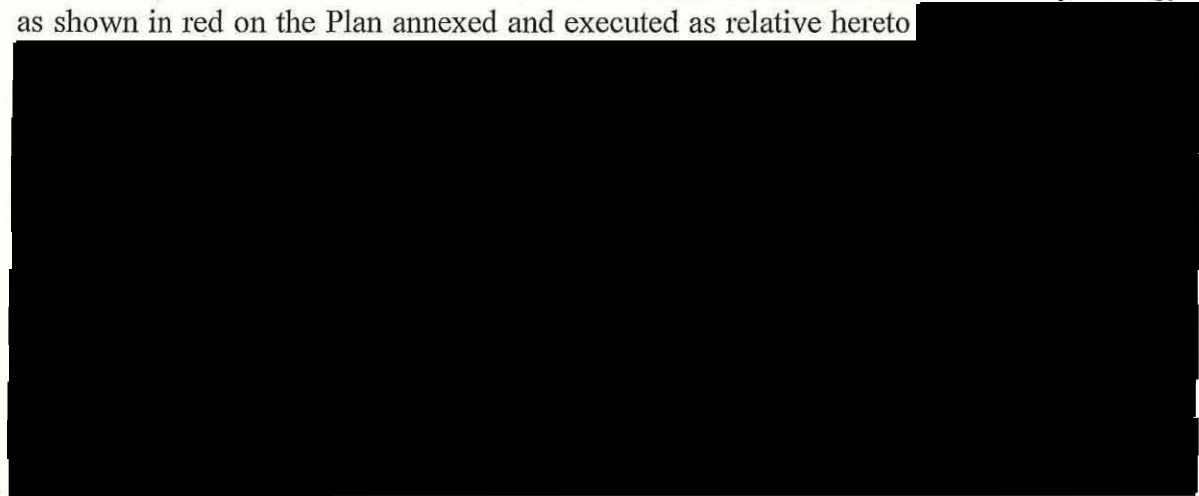 as shown in red on the Plan annexed and executed as relative hereto